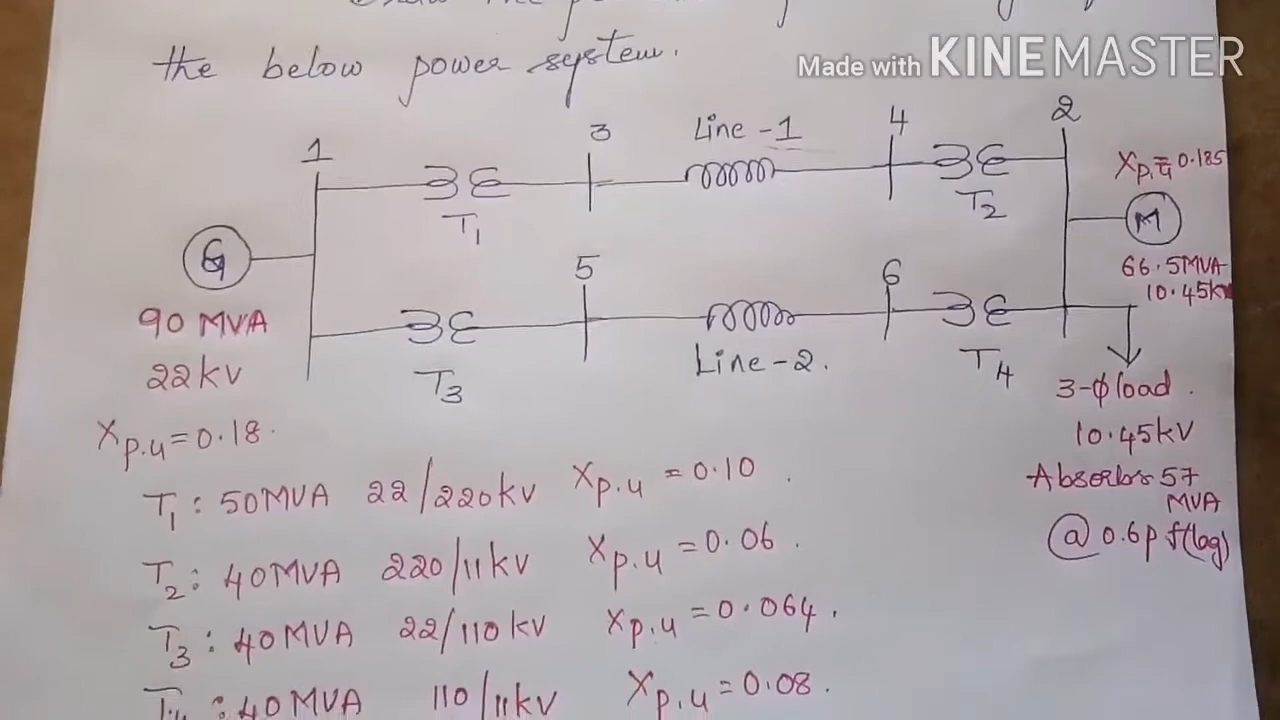 the below power system.
Made with KINEMASTER
1
3
Line -1
4
2
T1
T2
Xp.u = 0.185
G
M
5
6
66.5MVA
10.45kV
90 MVA
22kV
Xp.u = 0.18.
T3
Line -2.
T4
3-ϕ load.
10.45kV
Absorbs 57
MVA
@ 0.6 pf (lag)
T1 : 50MVA 22/220kV Xp.u = 0.10.
T2 : 40MVA 220/11kV Xp.u = 0.06.
T3 : 40MVA 22/110kV Xp.u = 0.064.
T4 : 40MVA 110/11kV Xp.u = 0.08.